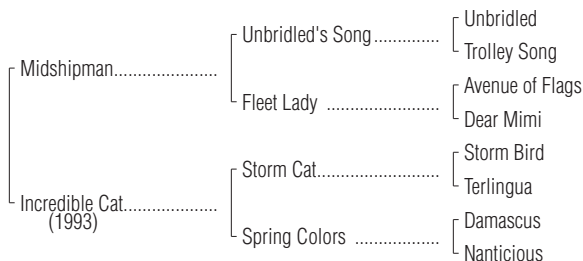 Unbridled
Unbridled's Song..................
Trolley Song
Midshipman.......................
Avenue of Flags
Fleet Lady .........................
Dear Mimi
Storm Bird
Storm Cat...........................
Terlingua
Incredible Cat.....................
(1993)
Damascus
Spring Colors ...................
Nanticious